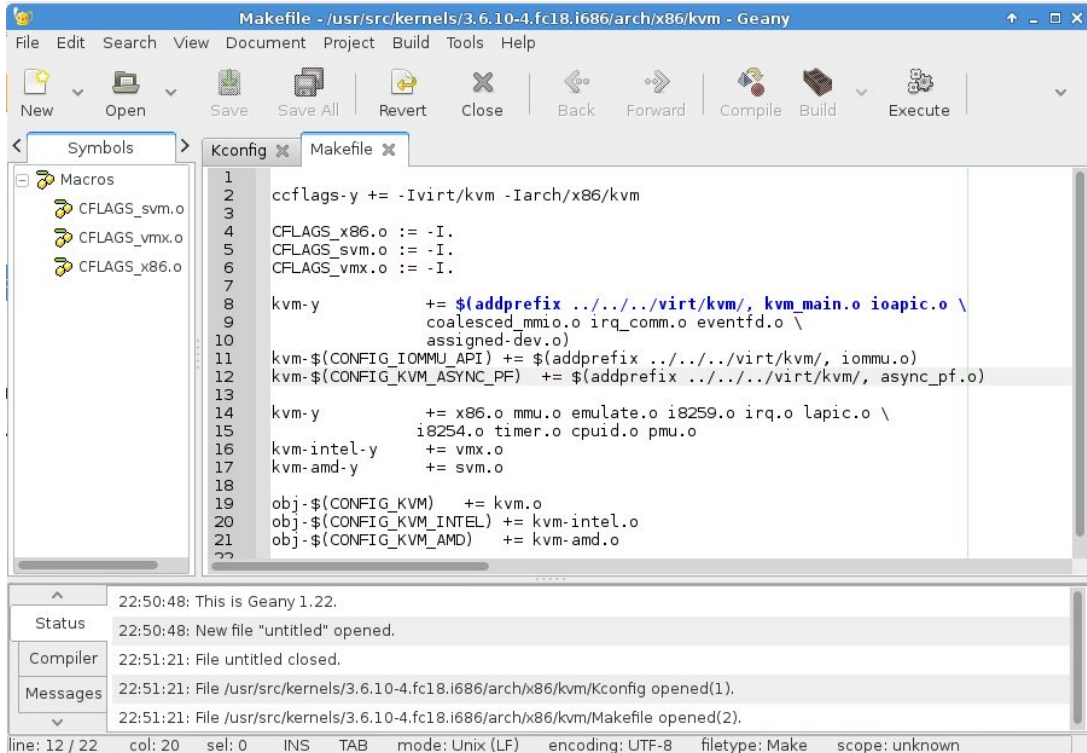 Makefile - /usr/src/kernels/3.6.10-4.fc18.i686/arch/x86/kvm - Geany
File Edit Search View Document Project Build Tools Help
New Open Save Save All Revert Close Back Forward Compile Build Execute
Symbols
Kconfig Makefile
Macros
CFLAGS_svm.o
CFLAGS_vmx.o
CFLAGS_x86.o
1
2 ccflags-y += -Ivirt/kvm -Iarch/x86/kvm
3
4 CFLAGS_x86.o := -I.
5 CFLAGS_svm.o := -I.
6 CFLAGS_vmx.o := -I.
7
8 kvm-y += $(addprefix ../../../virt/kvm/, kvm_main.o ioapic.o \
9 coalesced_mmio.o irq_comm.o eventfd.o \
10 assigned-dev.o)
11 kvm-$(CONFIG_IOMMU_API) += $(addprefix ../../../virt/kvm/, iommu.o)
12 kvm-$(CONFIG_KVM_ASYNC_PF) += $(addprefix ../../../virt/kvm/, async_pf.o)
13
14 kvm-y += x86.o mmu.o emulate.o i8259.o irq.o lapic.o \
15 i8254.o timer.o cpuid.o pmu.o
16 kvm-intel-y += vmx.o
17 kvm-amd-y += svm.o
18
19 obj-$(CONFIG_KVM) += kvm.o
20 obj-$(CONFIG_KVM_INTEL) += kvm-intel.o
21 obj-$(CONFIG_KVM_AMD) += kvm-amd.o
22
Status
Compiler
Messages
22:50:48: This is Geany 1.22.
22:50:48: New file "untitled" opened.
22:51:21: File untitled closed.
22:51:21: File /usr/src/kernels/3.6.10-4.fc18.i686/arch/x86/kvm/Kconfig opened(1).
22:51:21: File /usr/src/kernels/3.6.10-4.fc18.i686/arch/x86/kvm/Makefile opened(2).
line: 12 / 22 col: 20 sel: 0 INS TAB mode: Unix (LF) encoding: UTF-8 filetype: Make scope: unknown